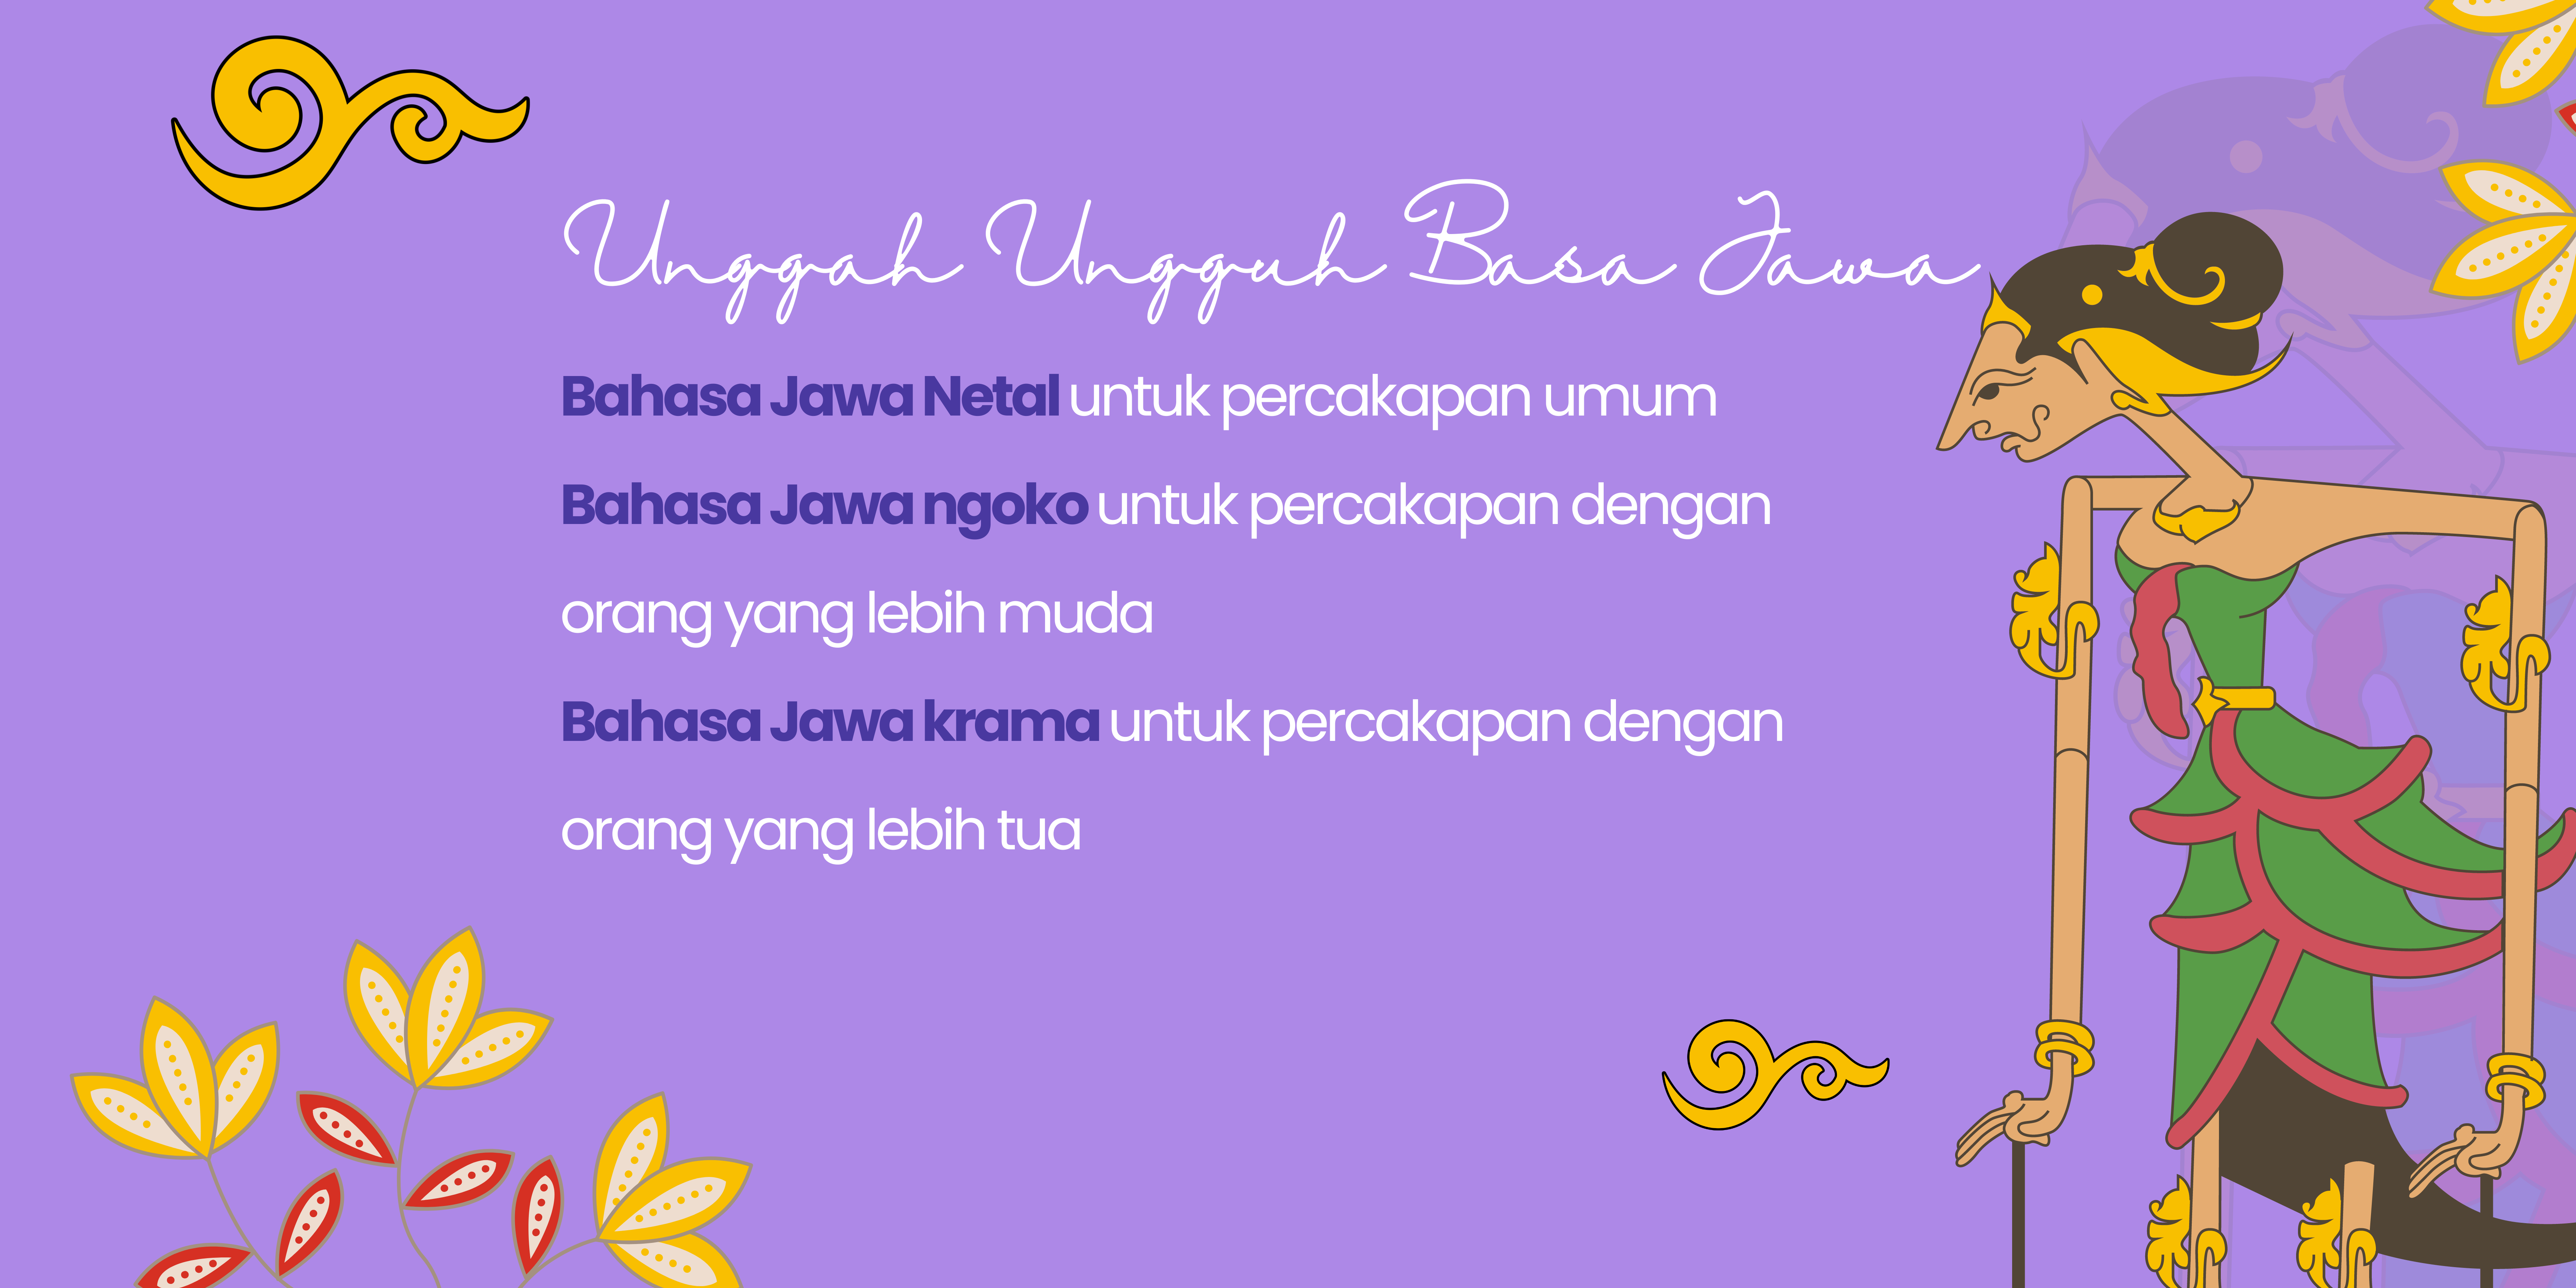 Unggah Ungguh Basa Jawa
Bahasa Jawa Netal untuk percakapan umum
Bahasa Jawa ngoko untuk percakapan dengan
orang yang lebih muda
Bahasa Jawa krama untuk percakapan dengan
orang yang lebih tua